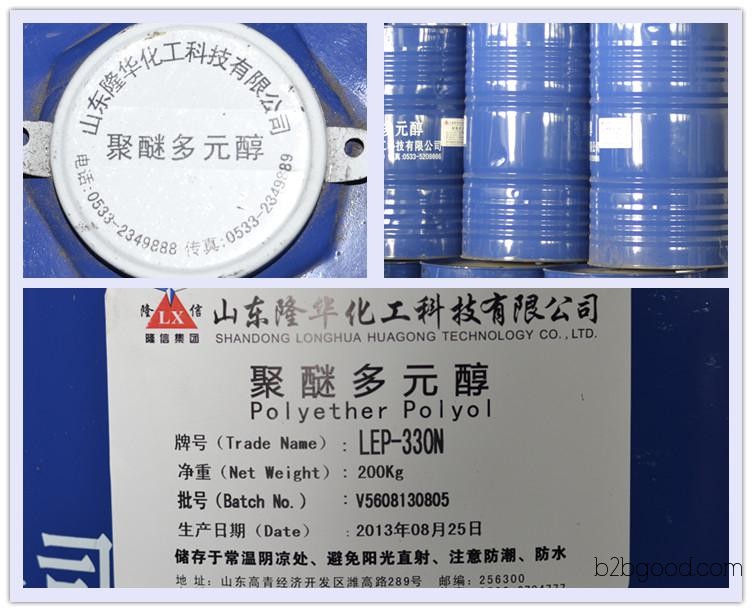 山东隆华化工科技有限公司
聚醚多元醇
电话:0533-2349888 传真:0533-2349889
多元醇
科技有限公司
:0533-5208666
隆 LX 信
隆信集团
山东隆华化工科技有限公司
SHANDONG LONGHUA HUAGONG TECHNOLOGY CO.,LTD.
聚醚多元醇
Polyether Polyol
牌号(Trade Name) : LEP-330N
净重(Net Weight) : 200Kg
批号(Batch No.) : V5608130805
生产日期(Date) : 2013年08月25日
储存于常温阴凉处、避免阳光直射、注意防潮、防水
地址:山东高青经济开发区潍高路289号 邮编:256300
b2bgood.com